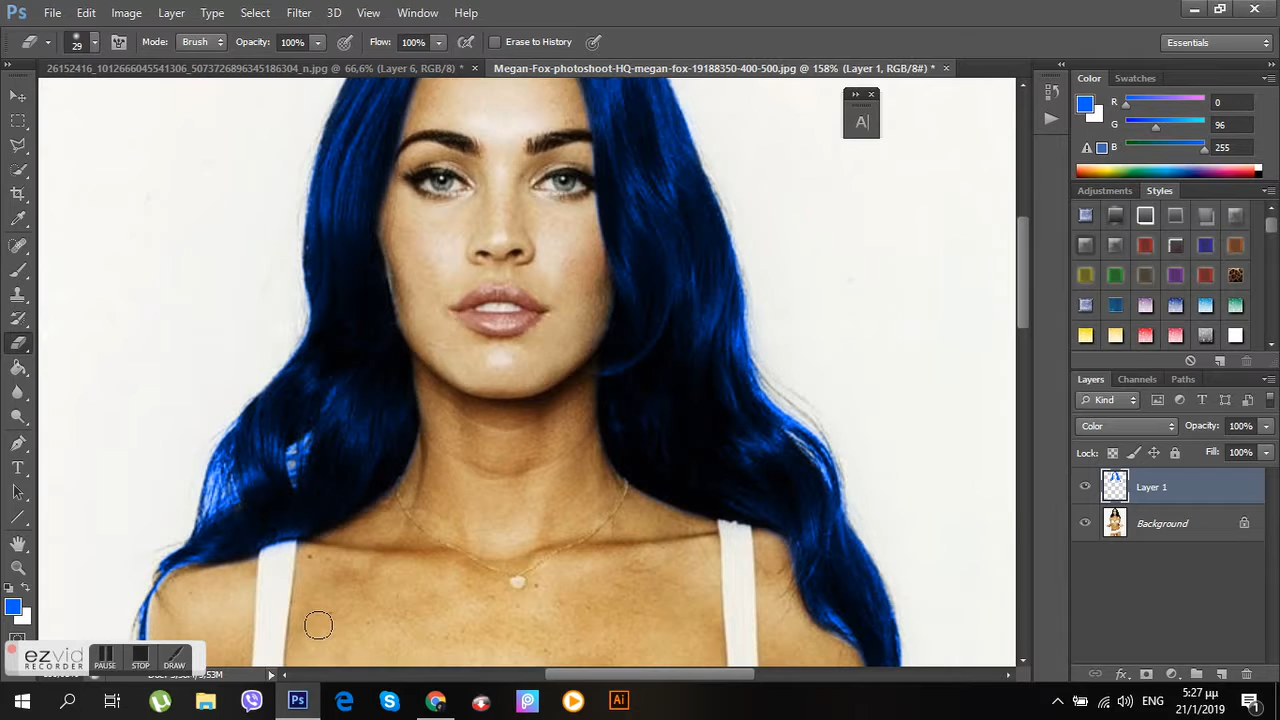 Ps File Edit Image Layer Type Select Filter 3D View Window Help
29 Mode: Brush Opacity: 100% Flow: 100% Erase to History Essentials
26152416_1012666045541306_5073726896345186304_n.jpg @ 66,6% (Layer 6, RGB/8) * × Megan-Fox-photoshoot-HQ-megan-fox-19188350-400-500.jpg @ 158% (Layer 1, RGB/8#) * ×
Color Swatches
R 0
G 96
B 255
A
Adjustments Styles
Layers Channels Paths
Kind
Color Opacity: 100%
Lock: Fill: 100%
Layer 1
Background
ezvid
RECORDER
PAUSE STOP DRAW
Ps Ai ENG
5:27 μμ
21/1/2019